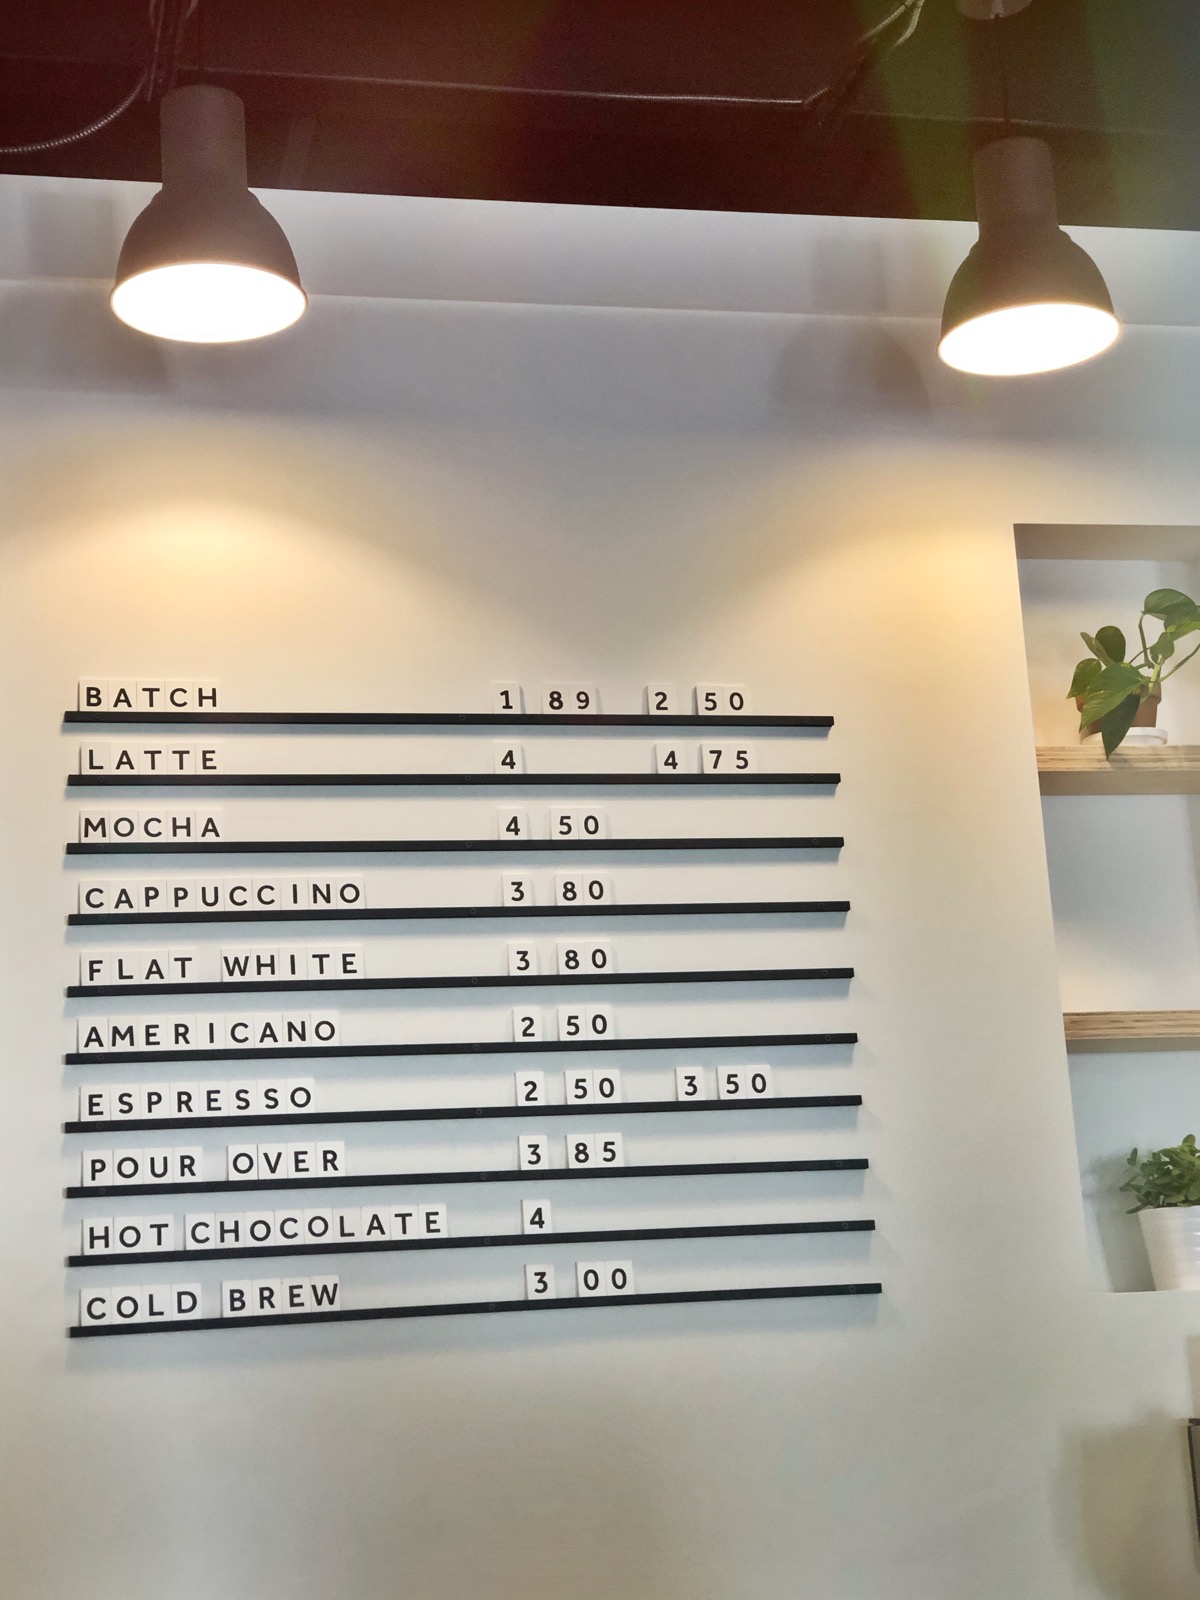 BATCH 1 89 2 50
LATTE 4 4 75
MOCHA 4 50
CAPPUCCINO 3 80
FLAT WHITE 3 80
AMERICANO 2 50
ESPRESSO 2 50 3 50
POUR OVER 3 85
HOT CHOCOLATE 4
COLD BREW 3 00